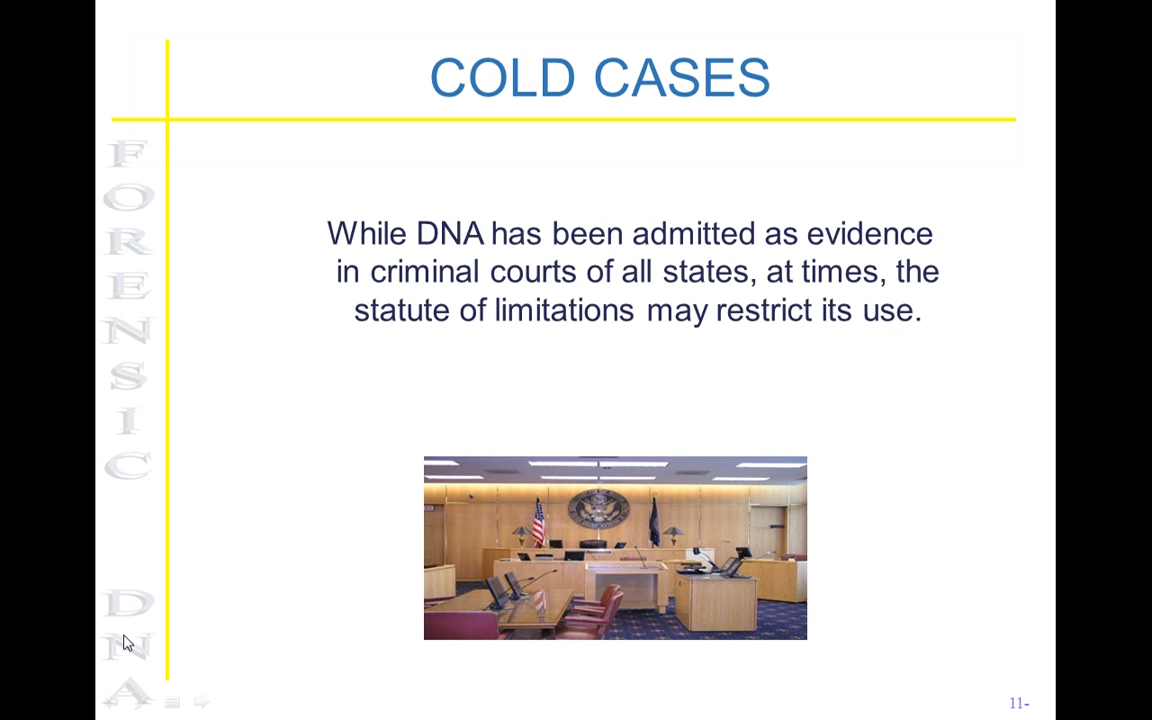 COLD CASES
FORENSIC DNA
While DNA has been admitted as evidence
in criminal courts of all states, at times, the
statute of limitations may restrict its use.
11-